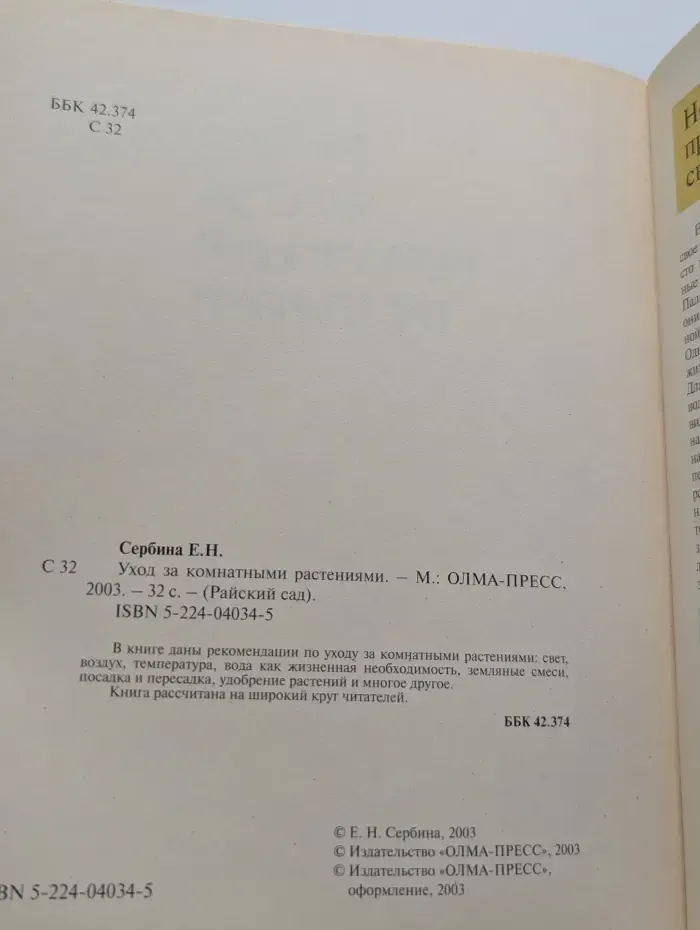 ББК 42.374
С 32
Сербина Е.Н.
С 32 Уход за комнатными растениями. – М.: ОЛМА-ПРЕСС,
2003. – 32 с. – (Райский сад).
ISBN 5-224-04034-5
В книге даны рекомендации по уходу за комнатными растениями: свет,
воздух, температура, вода как жизненная необходимость, земляные смеси,
посадка и пересадка, удобрение растений и многое другое.
Книга рассчитана на широкий круг читателей.
ББК 42.374
© Е. Н. Сербина, 2003
© Издательство «ОЛМА-ПРЕСС», 2003
© Издательство «ОЛМА-ПРЕСС»,
оформление, 2003
BN 5-224-04034-5
свое
сто
ные